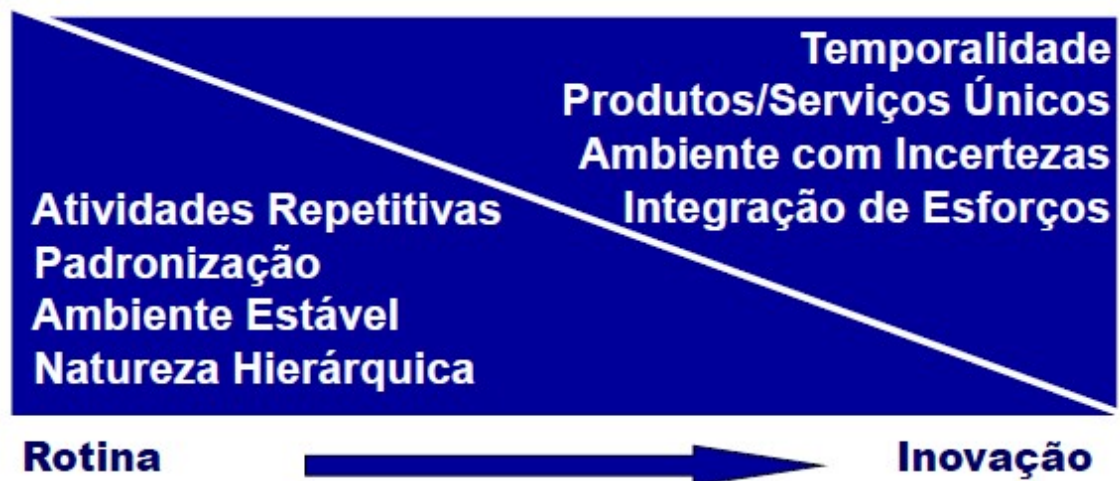 Temporalidade
Produtos/Serviços Únicos
Ambiente com Incertezas
Integração de Esforços
Atividades Repetitivas
Padronização
Ambiente Estável
Natureza Hierárquica
Rotina
Inovação